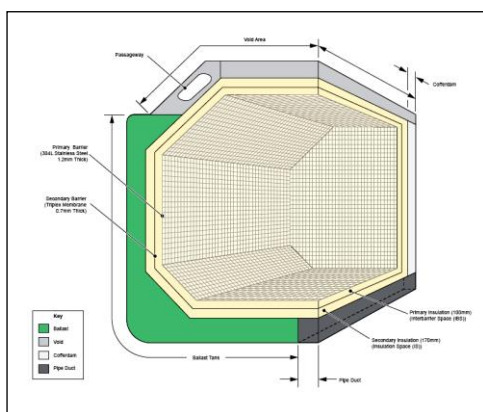 Void Area
Passageway
Cofferdam
Primary Barrier
(304L Stainless Steel
1.2mm Thick)
Secondary Barrier
(Triplex Membrane
0.7mm Thick)
Primary Insulation (100mm)
(Interbarrier Space (IBS))
Secondary Insulation (170mm)
(Insulation Space (IS))
Key
Ballast
Void
Cofferdam
Pipe Duct
Ballast Tank
Pipe Duct